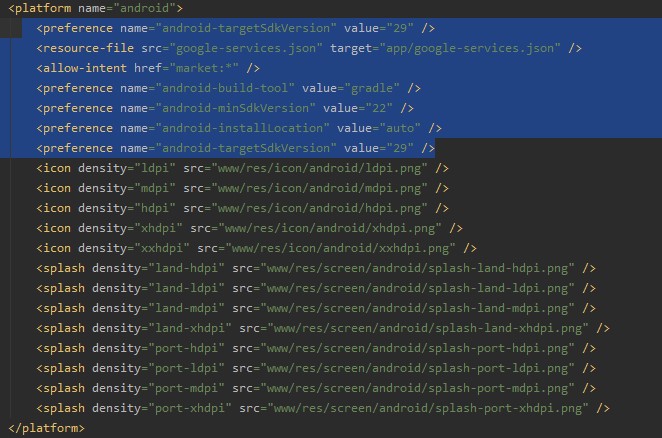 <platform name="android">
<preference name="android-targetSdkVersion" value="29" />
<resource-file src="google-services.json" target="app/google-services.json" />
<allow-intent href="market:*" />
<preference name="android-build-tool" value="gradle" />
<preference name="android-minSdkVersion" value="22" />
<preference name="android-installLocation" value="auto" />
<preference name="android-targetSdkVersion" value="29" />
<icon density="ldpi" src="www/res/icon/android/ldpi.png" />
<icon density="mdpi" src="www/res/icon/android/mdpi.png" />
<icon density="hdpi" src="www/res/icon/android/hdpi.png" />
<icon density="xhdpi" src="www/res/icon/android/xhdpi.png" />
<icon density="xxhdpi" src="www/res/icon/android/xxhdpi.png" />
<splash density="land-hdpi" src="www/res/screen/android/splash-land-hdpi.png" />
<splash density="land-ldpi" src="www/res/screen/android/splash-land-ldpi.png" />
<splash density="land-mdpi" src="www/res/screen/android/splash-land-mdpi.png" />
<splash density="land-xhdpi" src="www/res/screen/android/splash-land-xhdpi.png" />
<splash density="port-hdpi" src="www/res/screen/android/splash-port-hdpi.png" />
<splash density="port-ldpi" src="www/res/screen/android/splash-port-ldpi.png" />
<splash density="port-mdpi" src="www/res/screen/android/splash-port-mdpi.png" />
<splash density="port-xhdpi" src="www/res/screen/android/splash-port-xhdpi.png" />
</platform>